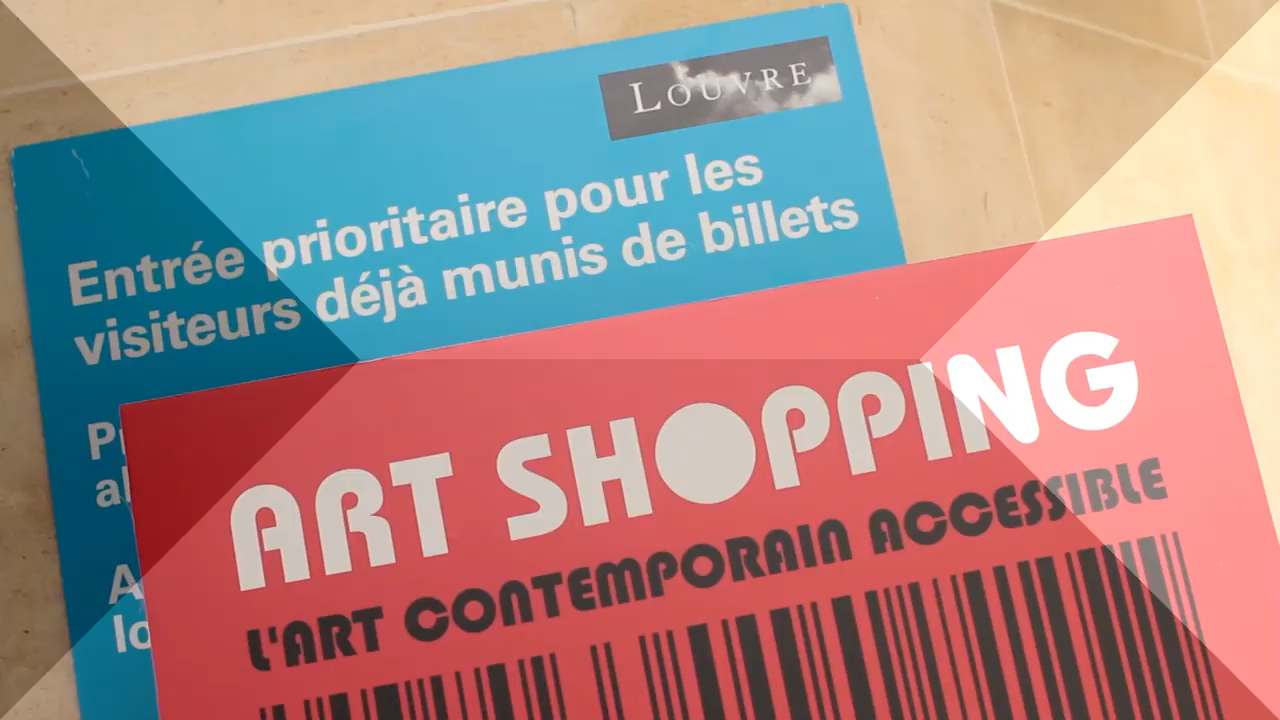 LOUVRE
Entrée prioritaire pour les
visiteurs déjà munis de billets
ART SHOPPING
L'ART CONTEMPORAIN ACCESSIBLE